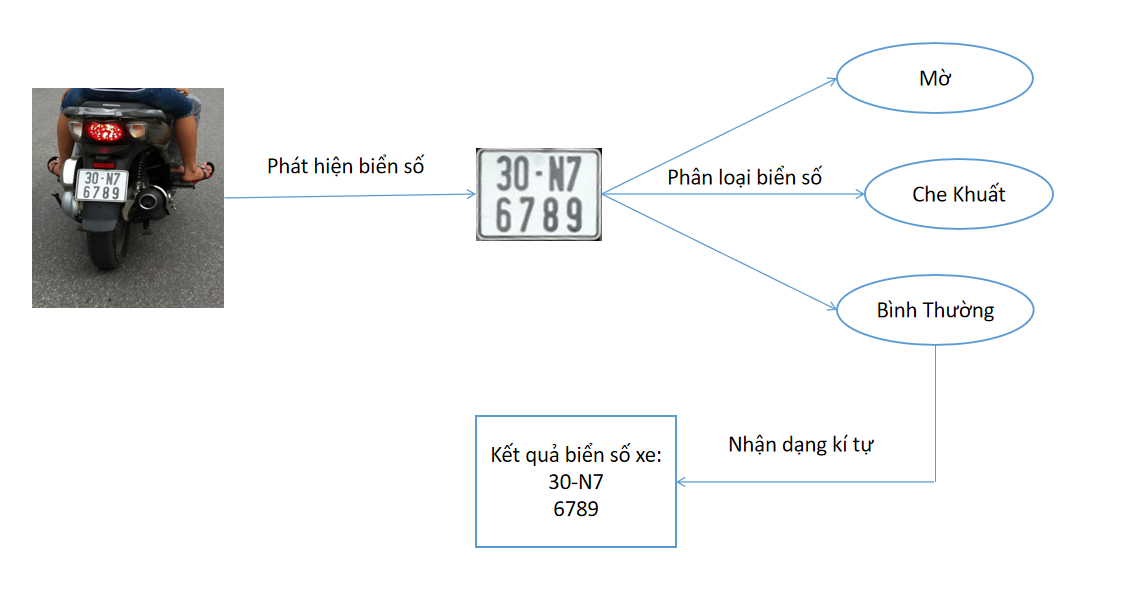 Mờ
30-N7
6789
Phát hiện biển số
30-N7
6789
Phân loại biển số
Che Khuất
Bình Thường
Nhận dạng kí tự
Kết quả biển số xe:
30-N7
6789